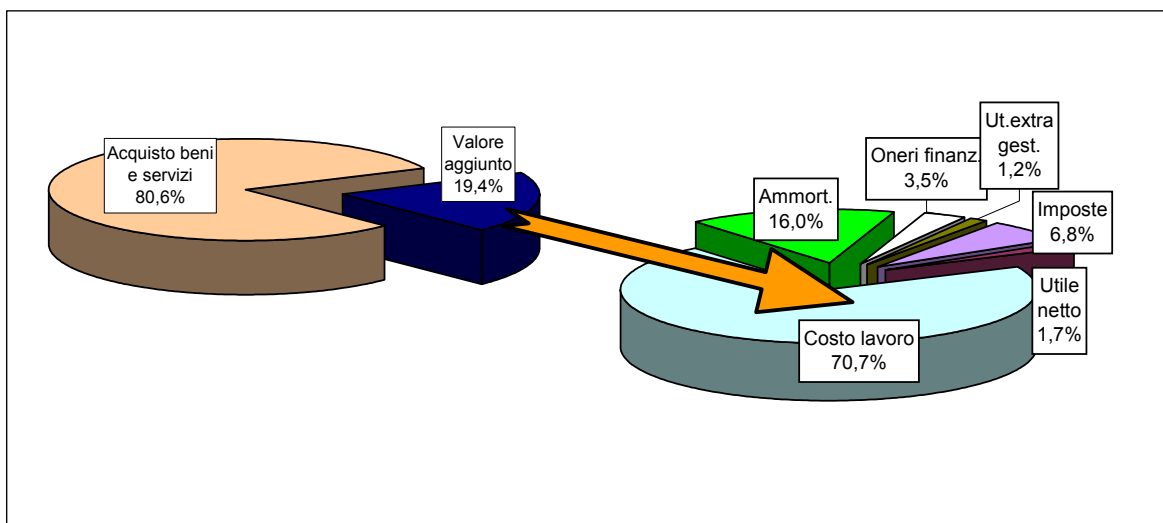 Acquisto beni
e servizi
80,6%
Valore
aggiunto
19,4%
Ammort.
16,0%
Oneri finanz.
3,5%
Ut.extra
gest.
1,2%
Imposte
6,8%
Utile
netto
1,7%
Costo lavoro
70,7%